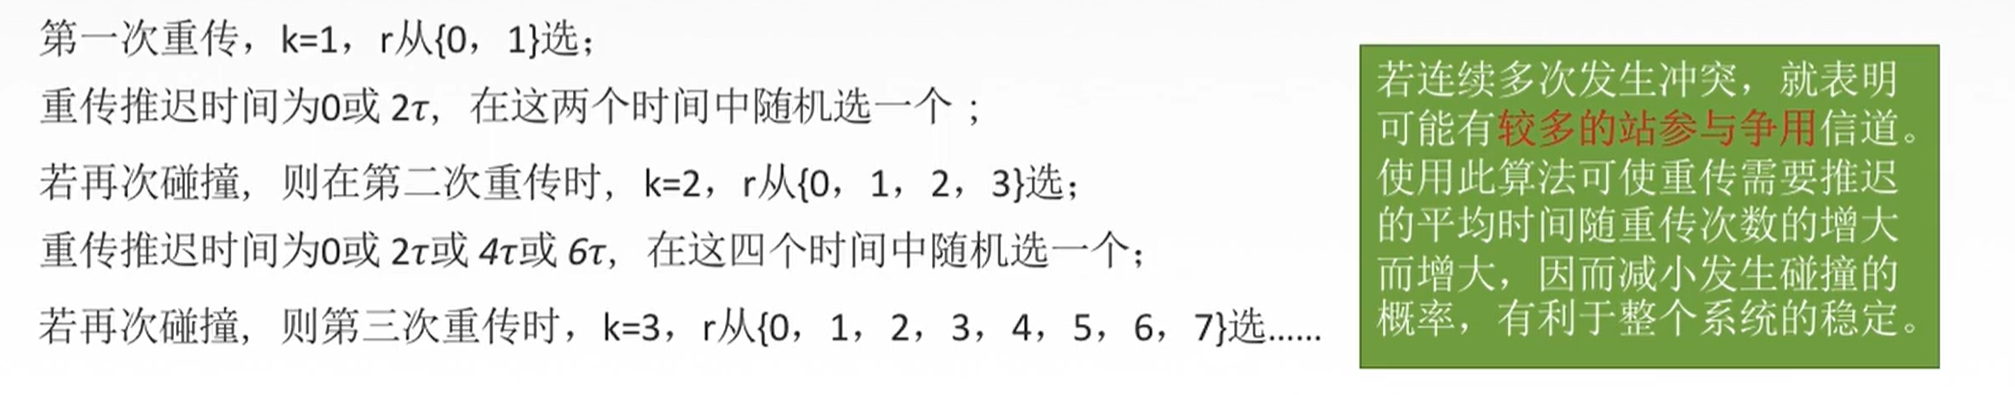 第一次重传，k=1，r从{0，1}选；
重传推迟时间为0或 2τ，在这两个时间中随机选一个；
若再次碰撞，则在第二次重传时，k=2，r从{0，1，2，3}选；
重传推迟时间为0或 2τ或 4τ或 6τ，在这四个时间中随机选一个；
若再次碰撞，则第三次重传时，k=3，r从{0，1，2，3，4，5，6，7}选……
若连续多次发生冲突，就表明
可能有较多的站参与争用信道。
使用此算法可使重传需要推迟
的平均时间随重传次数的增大
而增大，因而减小发生碰撞的
概率，有利于整个系统的稳定。